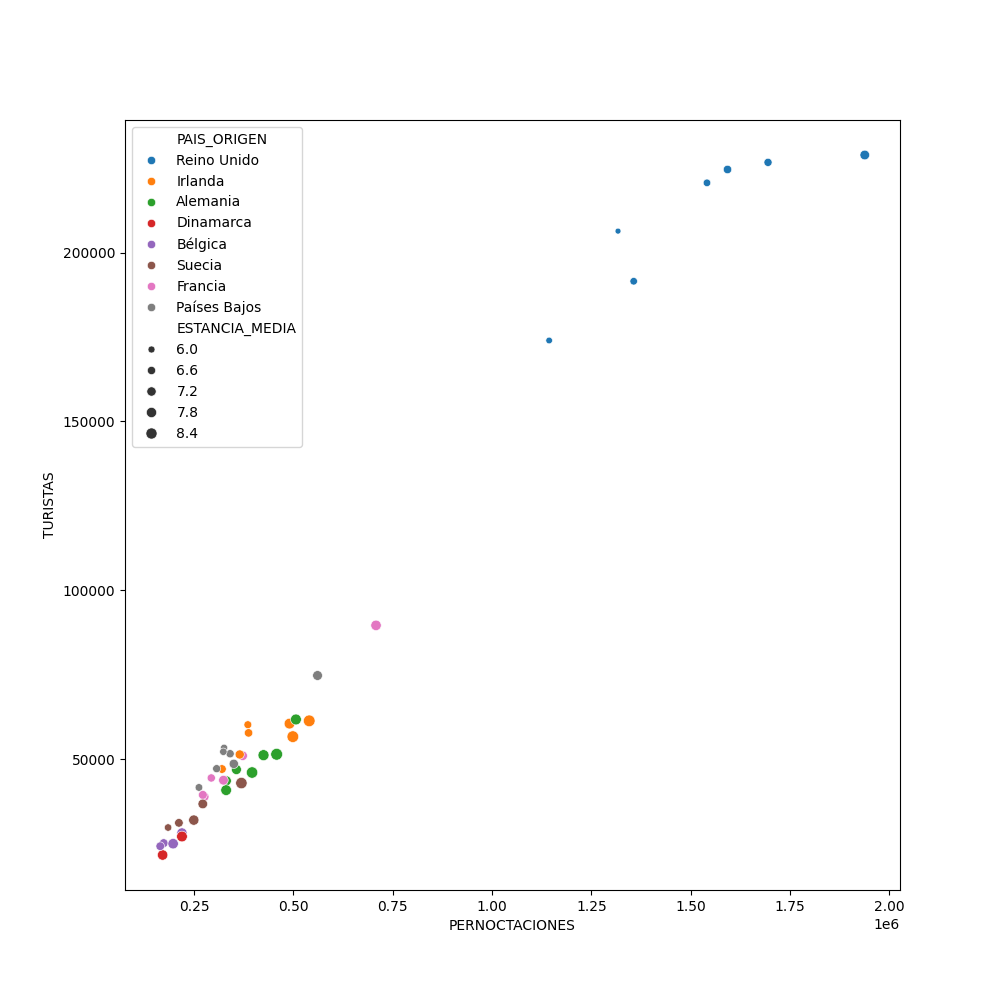 PAIS_ORIGEN
Reino Unido
Irlanda
Alemania
Dinamarca
Bélgica
Suecia
Francia
Países Bajos
ESTANCIA_MEDIA
6.0
6.6
7.2
7.8
8.4
TURISTAS
200000
150000
100000
50000
0.25 0.50 0.75 1.00 1.25 1.50 1.75 2.00
1e6
PERNOCTACIONES